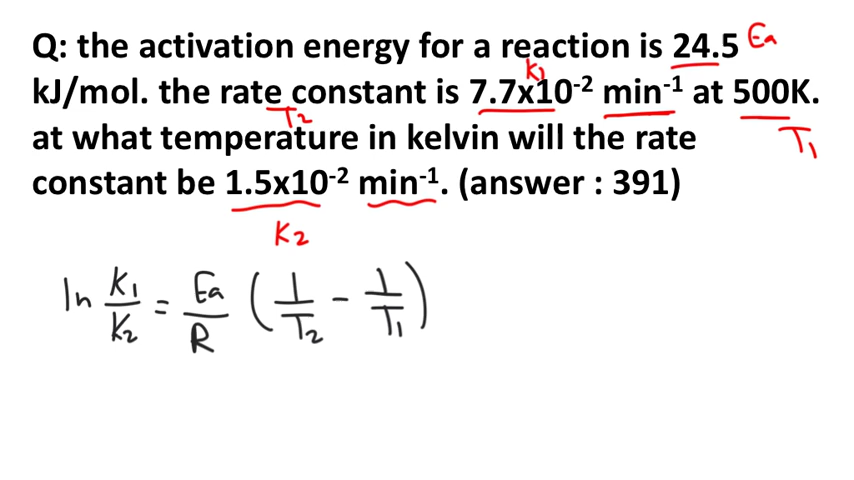 Q: the activation energy for a reaction is 24.5 Ea
kJ/mol. the rate constant is 7.7x10⁻² min⁻¹ at 500K.
K₁
T₂
T₁
at what temperature in kelvin will the rate
constant be 1.5x10⁻² min⁻¹. (answer : 391)
K₂
ln K₁/K₂ = Ea/R (1/T₂ - 1/T₁)